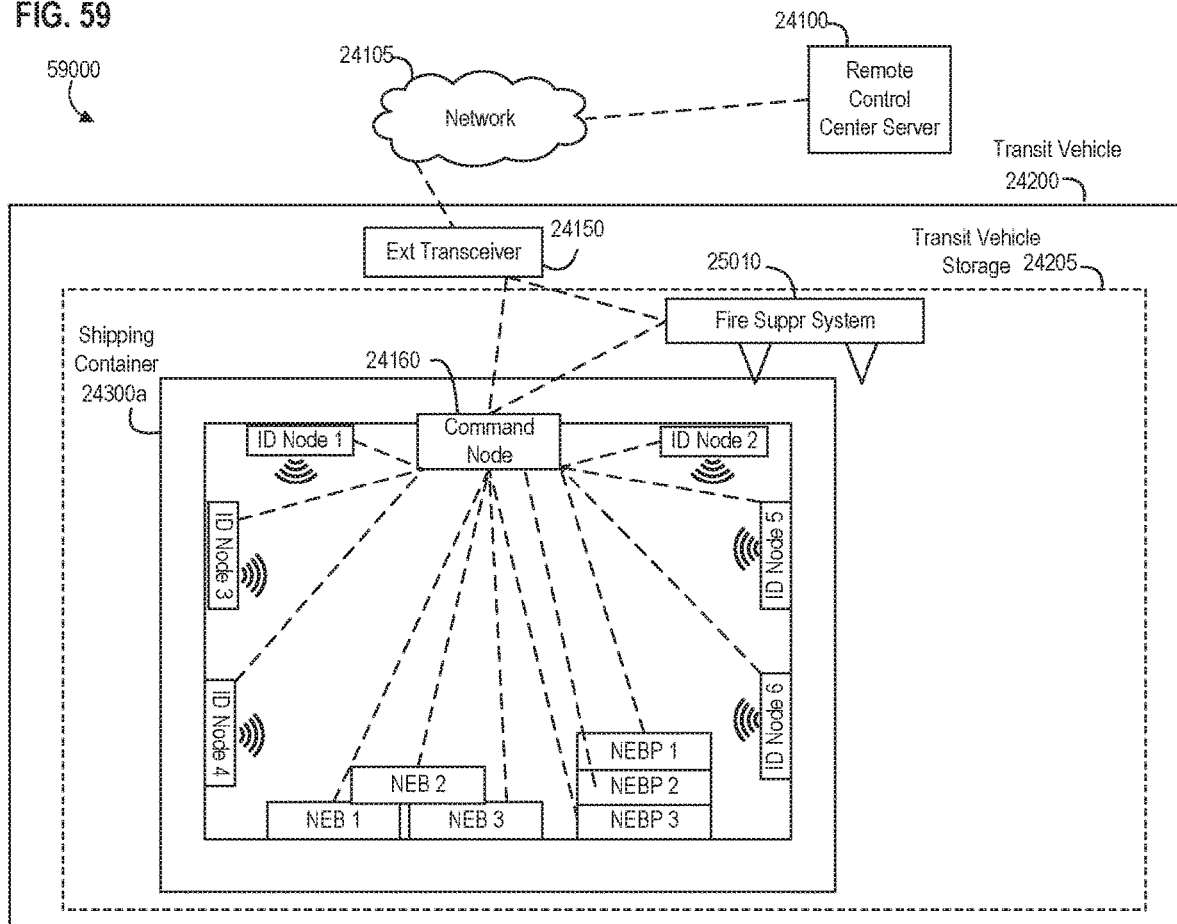 FIG. 59
59000
24105
24100
Network
Remote
Control
Center Server
Transit Vehicle
24200
Ext Transceiver
24150
Transit Vehicle
Storage 24205
25010
Fire Suppr System
Shipping
Container
24300a
24160
Command
Node
ID Node 1
ID Node 2
ID Node 3
ID Node 5
ID Node 4
ID Node 6
NEBP 1
NEB 2
NEBP 2
NEB 1
NEB 3
NEBP 3